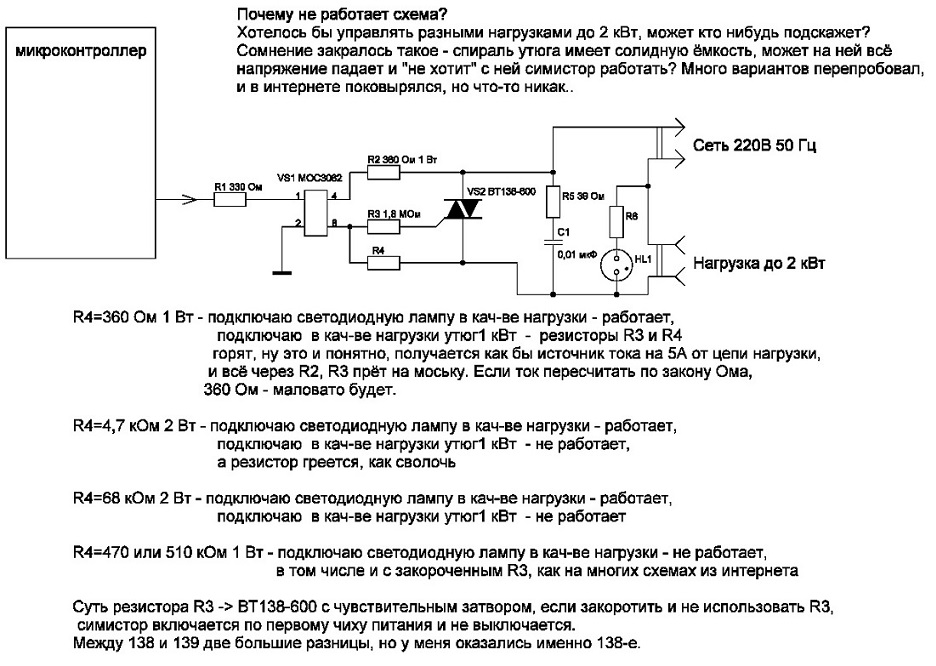 Почему не работает схема?
Хотелось бы управлять разными нагрузками до 2 кВт, может кто нибудь подскажет?
Сомнение закралось такое - спираль утюга имеет солидную ёмкость, может на ней всё
напряжение падает и "не хотит" с ней симистор работать? Много вариантов перепробовал,
и в интернете поковырялся, но что-то никак..
микроконтроллер
R1 330 Ом
VS1 MOC3062
1
2
4
6
R2 360 Ом 1 Вт
R3 1,8 МОм
R4
VS2 BT138-600
R5 39 Ом
C1
0,01 мкФ
R6
HL1
Сеть 220В 50 Гц
Нагрузка до 2 кВт
R4=360 Ом 1 Вт - подключаю светодиодную лампу в кач-ве нагрузки - работает,
подключаю в кач-ве нагрузки утюг1 кВт - резисторы R3 и R4
горят, ну это и понятно, получается как бы источник тока на 5А от цепи нагрузки,
и всё через R2, R3 прёт на моську. Если ток пересчитать по закону Ома,
360 Ом - маловато будет.
R4=4,7 кОм 2 Вт - подключаю светодиодную лампу в кач-ве нагрузки - работает,
подключаю в кач-ве нагрузки утюг1 кВт - не работает,
а резистор греется, как сволочь
R4=68 кОм 2 Вт - подключаю светодиодную лампу в кач-ве нагрузки - работает,
подключаю в кач-ве нагрузки утюг1 кВт - не работает
R4=470 или 510 кОм 1 Вт - подключаю светодиодную лампу в кач-ве нагрузки - не работает,
в том числе и с закороченным R3, как на многих схемах из интернета
Суть резистора R3 -> BT138-600 с чувствительным затвором, если закоротить и не использовать R3,
симистор включается по первому чиху питания и не выключается.
Между 138 и 139 две большие разницы, но у меня оказались именно 138-е.